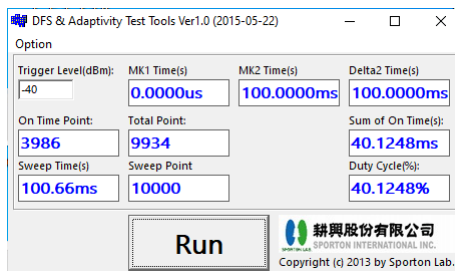 DFS & Adaptivity Test Tools Ver1.0 (2015-05-22)
Option
Trigger Level(dBm): MK1 Time(s) MK2 Time(s) Delta2 Time(s)
-40 0.0000us 100.0000ms 100.0000ms
On Time Point: Total Point: Sum of On Time(s):
3986 9934 40.1248ms
Sweep Time(s) Sweep Point Duty Cycle(%):
100.66ms 10000 40.1248%
Run
耕興股份有限公司
SPORTON LAB. SPORTON INTERNATIONAL INC.
Copyright (c) 2013 by Sporton Lab.